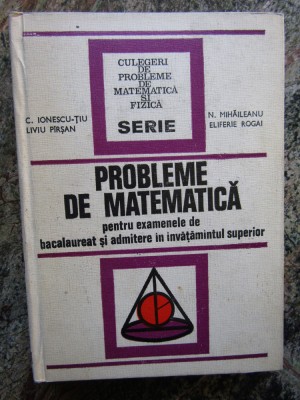 CULEGERI
DE
PROBLEME
DE
MATEMATICĂ
ȘI
FIZICĂ
SERIE
C. IONESCU-ȚIU
LIVIU PÎRȘAN
N. MIHĂILEANU
ELIFERIE ROGAI
PROBLEME
DE MATEMATICĂ
pentru examenele de
bacalaureat și admitere în învățămîntul superior